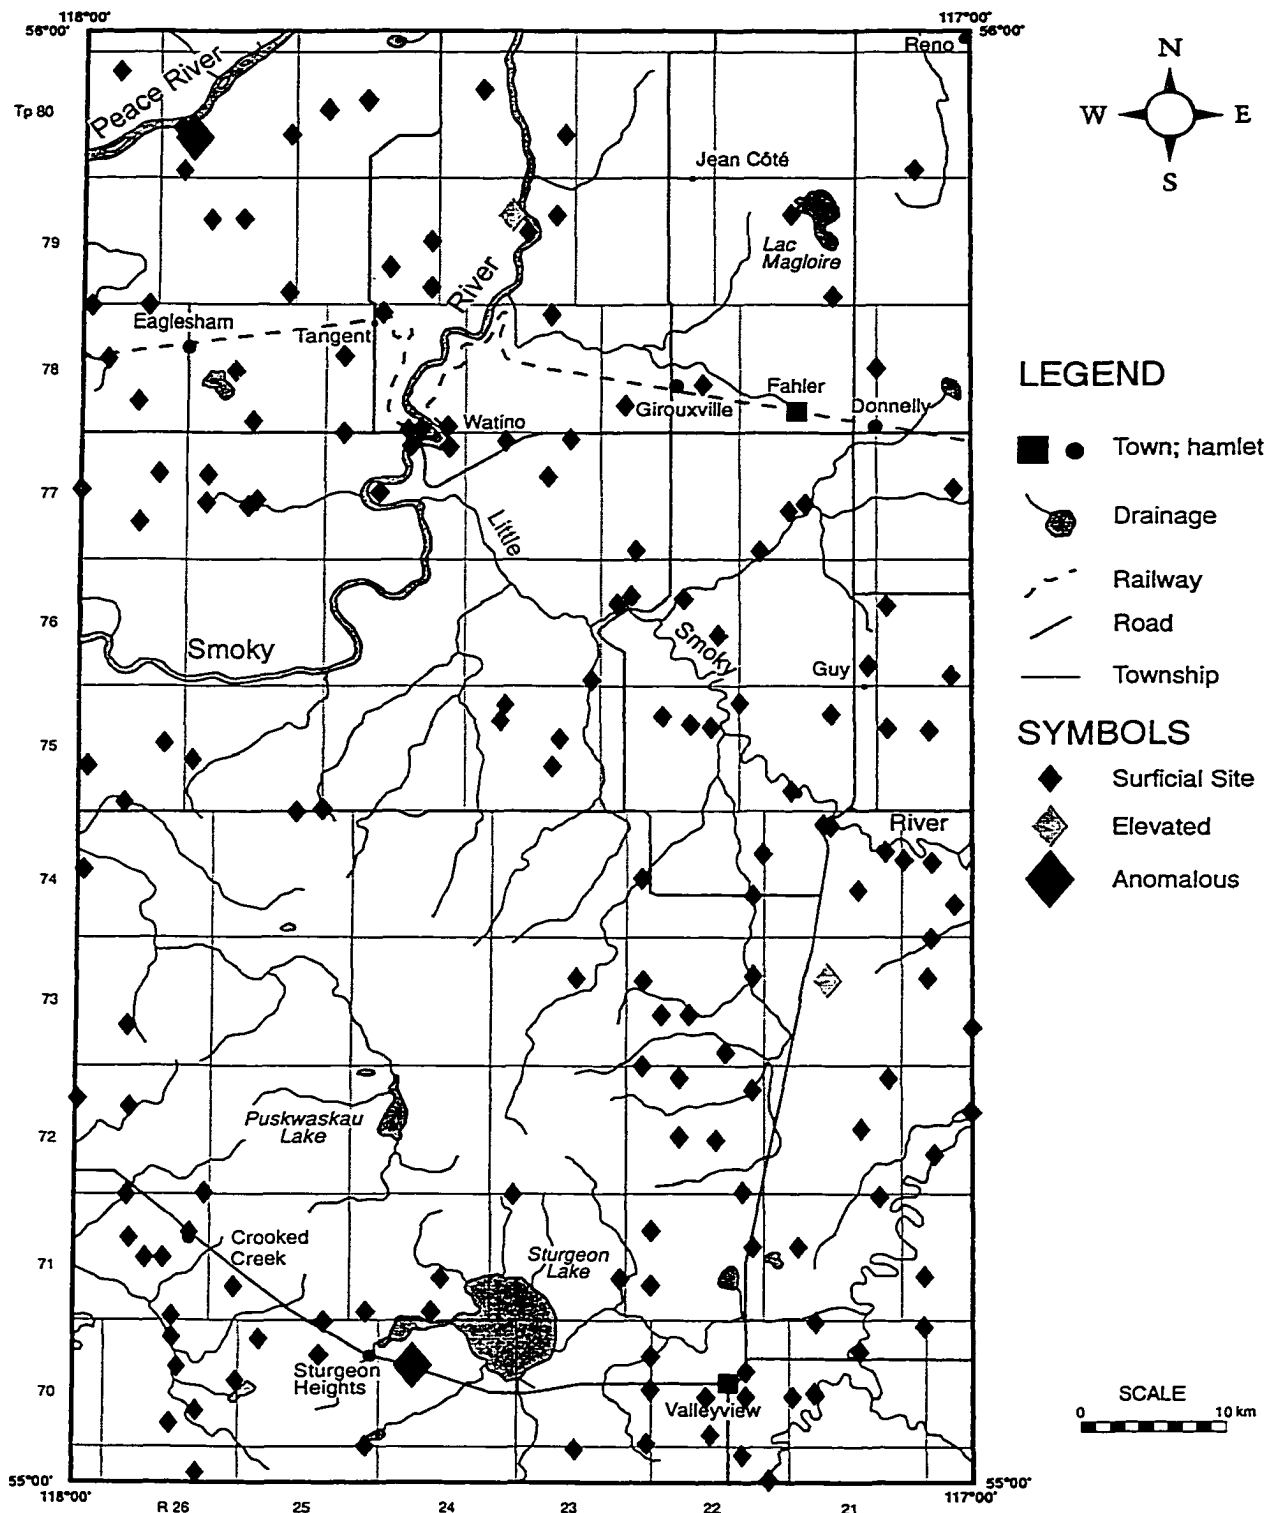 118°00'
117°00'
56°00'
56°00'
Reno
N
W
E
S
Peace River
Tp 80
Jean Côté
79
Lac
Magloire
River
Eaglesham
Tangent
78
Fahler
Girouxville
Donnelly
Watino
77
Little
76
Smoky
Smoky
Guy
75
River
74
73
Puskwaskau
Lake
72
Crooked
Creek
Sturgeon
Lake
71
Sturgeon
Heights
70
Valleyview
55°00'
55°00'
118°00'
117°00'
R 26
25
24
23
22
21
LEGEND
Town; hamlet
Drainage
Railway
Road
Township
SYMBOLS
Surficial Site
Elevated
Anomalous
SCALE
0
10 km